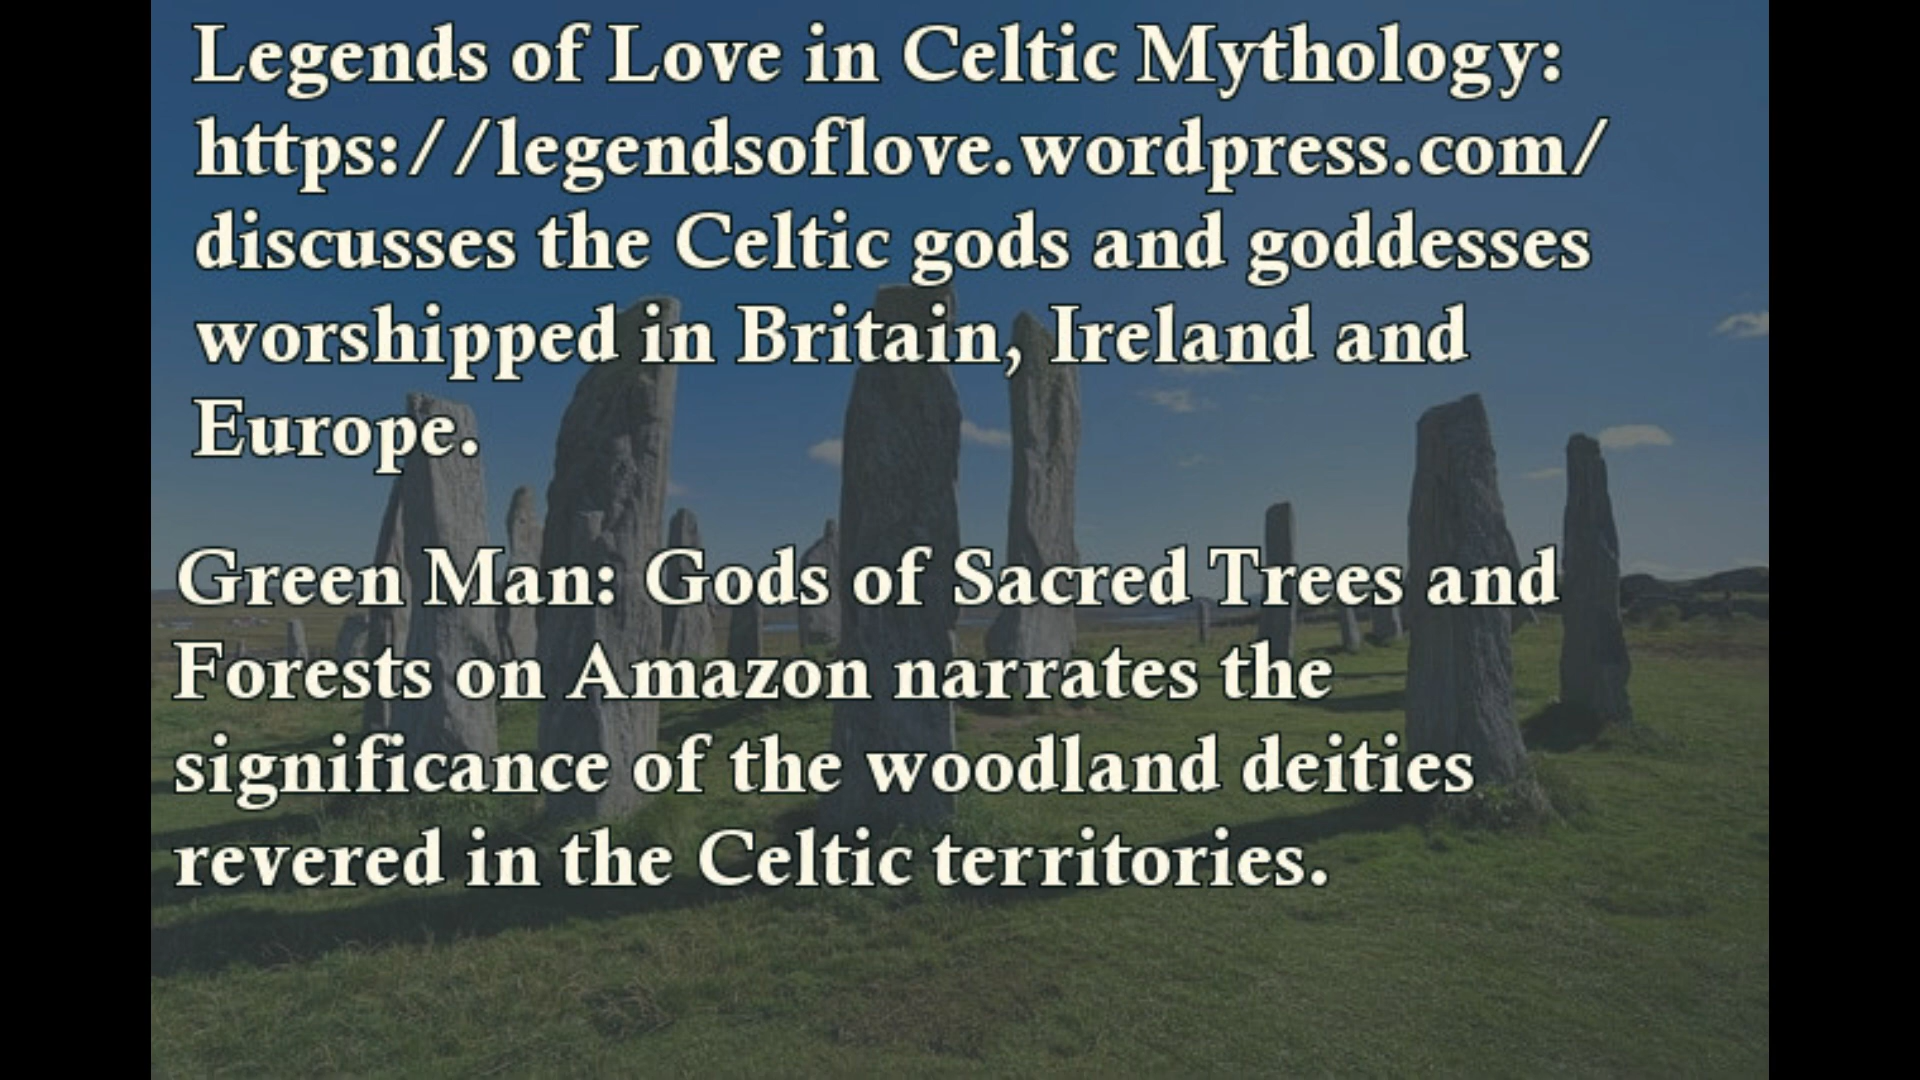 Legends of Love in Celtic Mythology:
https://legendsoflove.wordpress.com/
discusses the Celtic gods and goddesses
worshipped in Britain, Ireland and
Europe.
Green Man: Gods of Sacred Trees and
Forests on Amazon narrates the
significance of the woodland deities
revered in the Celtic territories.